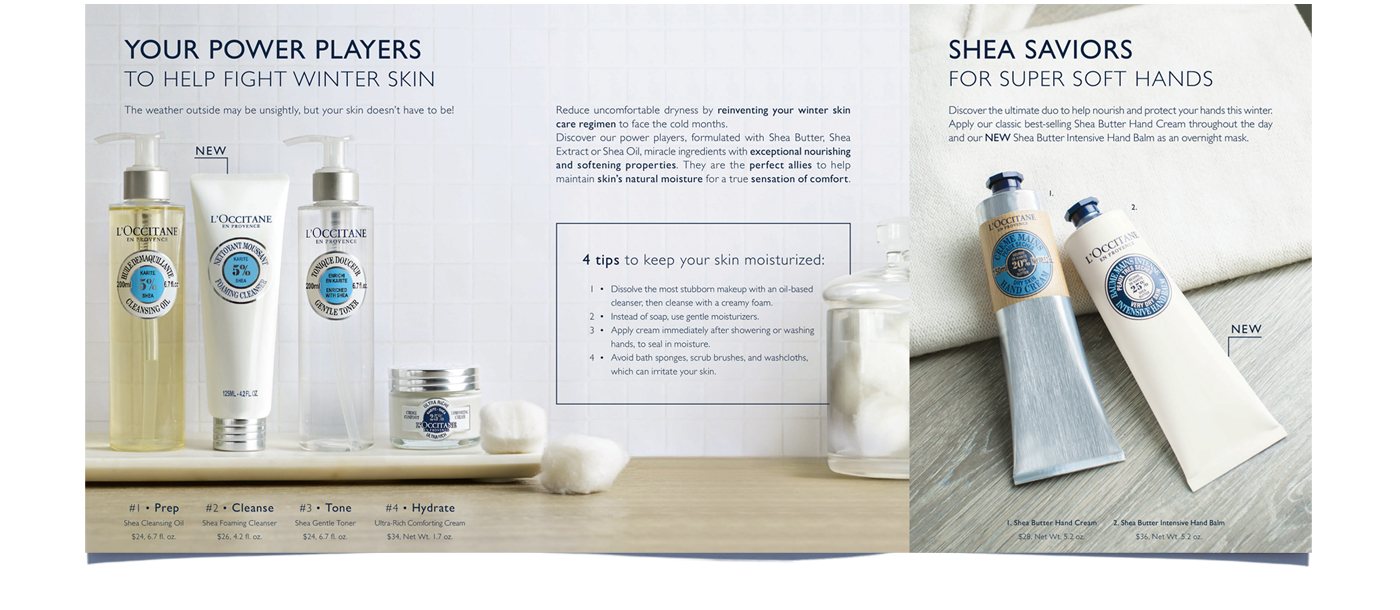 YOUR POWER PLAYERS
TO HELP FIGHT WINTER SKIN
The weather outside may be unsightly, but your skin doesn't have to be!
NEW
L'OCCITANE
EN PROVENCE
HUILE DÉMAQUILLANTE
200ml
KARITÉ
5%
SHEA
6.7fl.oz.
CLEANSING OIL
L'OCCITANE
EN PROVENCE
NETTOYANT MOUSSANT
KARITÉ
5%
SHEA
FOAMING CLEANSER
125ML - 4.2 FL.OZ.
L'OCCITANE
EN PROVENCE
TONIQUE DOUCEUR
200ml
ENRICHI
EN KARITÉ
ENRICHED
WITH SHEA
6.7fl.oz.
GENTLE TONER
ULTRA RICHE
25%
L'OCCITANE
#1 • Prep
Shea Cleansing Oil
$24, 6.7 fl. oz.
#2 • Cleanse
Shea Foaming Cleanser
$26, 4.2 fl. oz.
#3 • Tone
Shea Gentle Toner
$24, 6.7 fl. oz.
#4 • Hydrate
Ultra-Rich Comforting Cream
$34, Net Wt. 1.7 oz.
Reduce uncomfortable dryness by reinventing your winter skin
care regimen to face the cold months.
Discover our power players, formulated with Shea Butter, Shea
Extract or Shea Oil, miracle ingredients with exceptional nourishing
and softening properties. They are the perfect allies to help
maintain skin's natural moisture for a true sensation of comfort.
4 tips to keep your skin moisturized:
1 • Dissolve the most stubborn makeup with an oil-based
cleanser, then cleanse with a creamy foam.
2 • Instead of soap, use gentle moisturizers.
3 • Apply cream immediately after showering or washing
hands, to seal in moisture.
4 • Avoid bath sponges, scrub brushes, and washcloths,
which can irritate your skin.
SHEA SAVIORS
FOR SUPER SOFT HANDS
Discover the ultimate duo to help nourish and protect your hands this winter.
Apply our classic best-selling Shea Butter Hand Cream throughout the day
and our NEW Shea Butter Intensive Hand Balm as an overnight mask.
1.
L'OCCITANE
EN PROVENCE
CRÈME MAINS
20%
DRY SKIN
HAND CREAM
2.
L'OCCITANE
EN PROVENCE
BAUME MAINS INTENSE
25%
VERY DRY
INTENSIVE HAND BALM
NEW
1. Shea Butter Hand Cream
$28, Net Wt. 5.2 oz.
2. Shea Butter Intensive Hand Balm
$36, Net Wt. 5.2 oz.